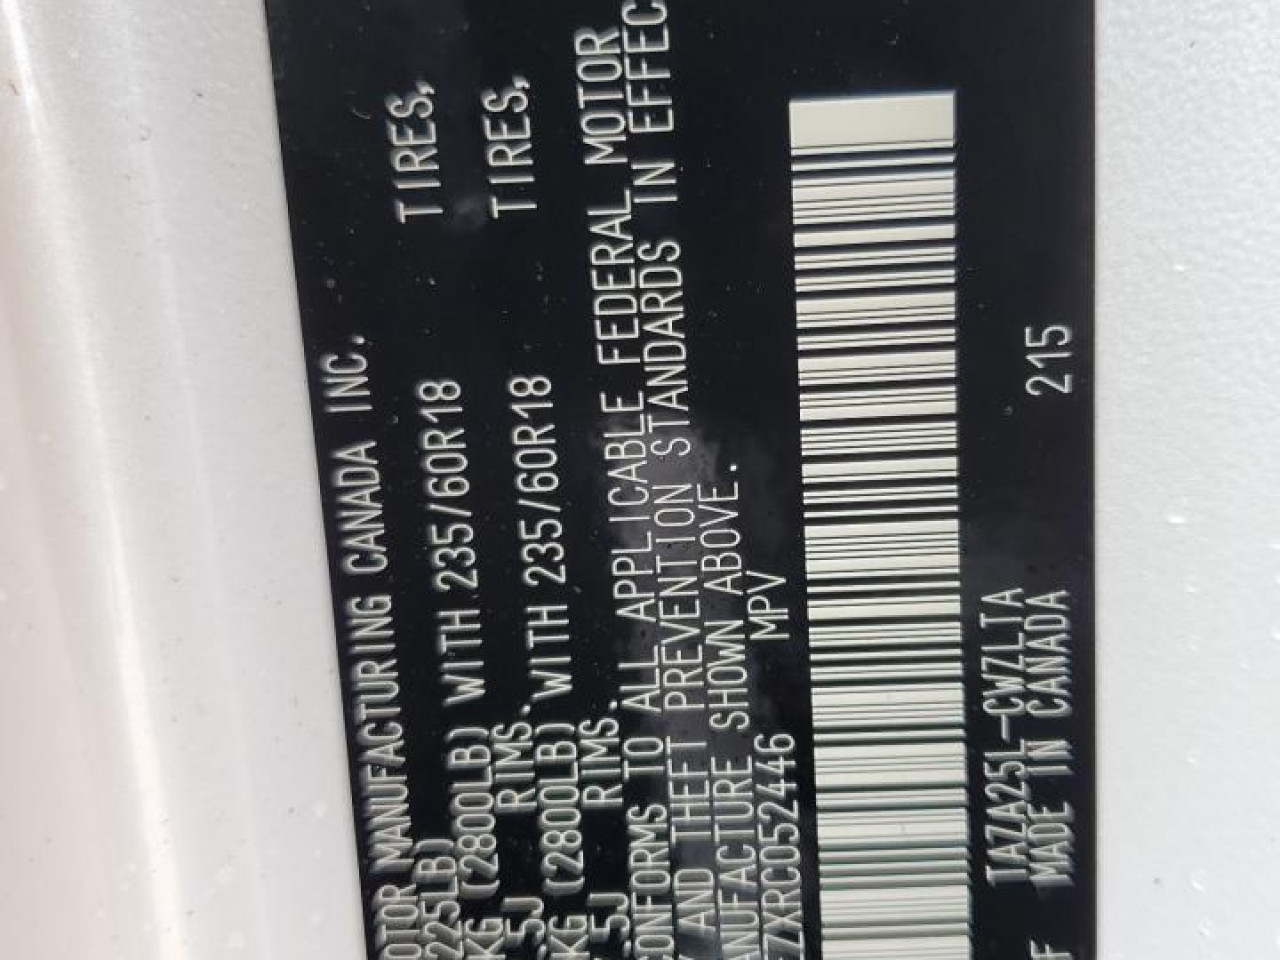 OTOR MANUFACTURING CANADA INC.
225LB)
KG (2800LB) WITH 235/60R18 TIRES,
5J RIMS.
KG (2800LB) WITH 235/60R18 TIRES,
5J RIMS.
CONFORMS TO ALL APPLICABLE FEDERAL MOTOR
Y AND THEFT PREVENTION STANDARDS IN EFFEC
ANUFACTURE SHOWN ABOVE.
ZXRC052446 MPV
TAZA25L-CWZLTA
MADE IN CANADA 215